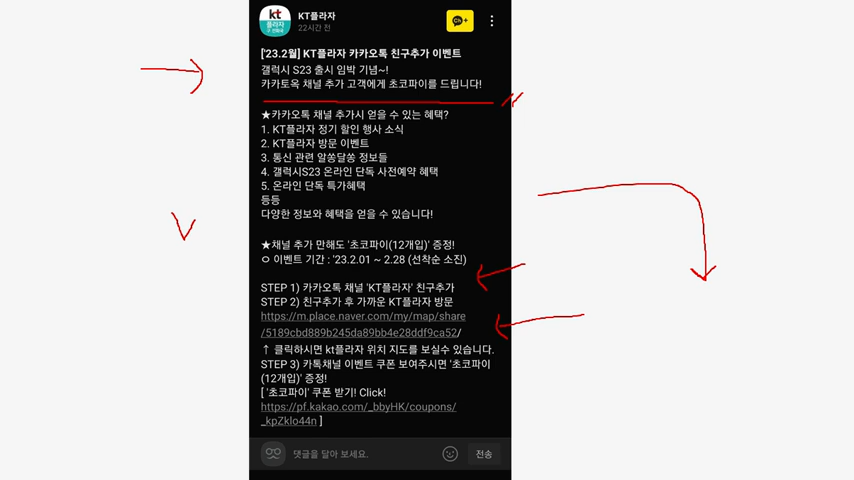 kt
플라자
KT플라자
22시간 전
Ch+
['23.2월] KT플라자 카카오톡 친구추가 이벤트
갤럭시 S23 출시 임박 기념~!
카카토옥 채널 추가 고객에게 초코파이를 드립니다!
★카카오톡 채널 추가시 얻을 수 있는 혜택?
1. KT플라자 정기 할인 행사 소식
2. KT플라자 방문 이벤트
3. 통신 관련 알쏭달쏭 정보들
4. 갤럭시S23 온라인 단독 사전예약 혜택
5. 온라인 단독 특가혜택
등등
다양한 정보와 혜택을 얻을 수 있습니다!
★채널 추가 만해도 '초코파이(12개입)' 증정!
ㅇ 이벤트 기간 : '23.2.01 ~ 2.28 (선착순 소진)
STEP 1) 카카오톡 채널 'KT플라자' 친구추가
STEP 2) 친구추가 후 가까운 KT플라자 방문
https://m.place.naver.com/my/map/share
/5189cbd889b245da89bb4e28ddf9ca52/
↑ 클릭하시면 kt플라자 위치 지도를 보실수 있습니다.
STEP 3) 카톡채널 이벤트 쿠폰 보여주시면 '초코파이
(12개입)' 증정!
[ '초코파이' 쿠폰 받기! Click!
https://pf.kakao.com/_bbyHK/coupons/
_kpZklo44n ]
댓글을 달아 보세요.
전송